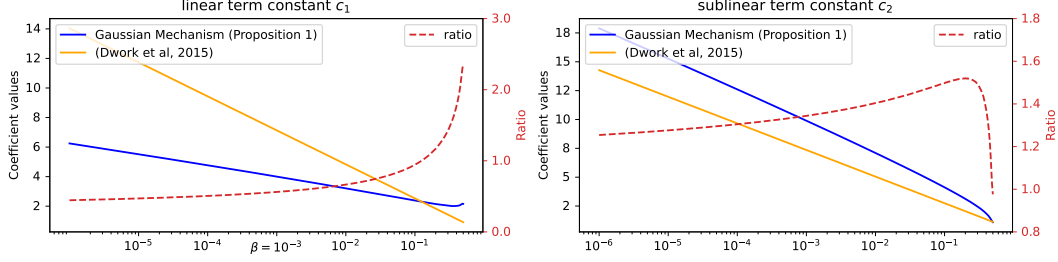 linear term constant c₁
Gaussian Mechanism (Proposition 1)
(Dwork et al, 2015)
ratio
Coefficient values
14
12
10
8
6
4
2
3.0
2.0
1.0
0.0
Ratio
10⁻⁵
10⁻⁴
β = 10⁻³
10⁻²
10⁻¹
sublinear term constant c₂
Gaussian Mechanism (Proposition 1)
(Dwork et al, 2015)
ratio
Coefficient values
18
15
12
10
8
5
2
1.8
1.6
1.4
1.2
1.0
0.8
Ratio
10⁻⁶
10⁻⁵
10⁻⁴
10⁻³
10⁻²
10⁻¹